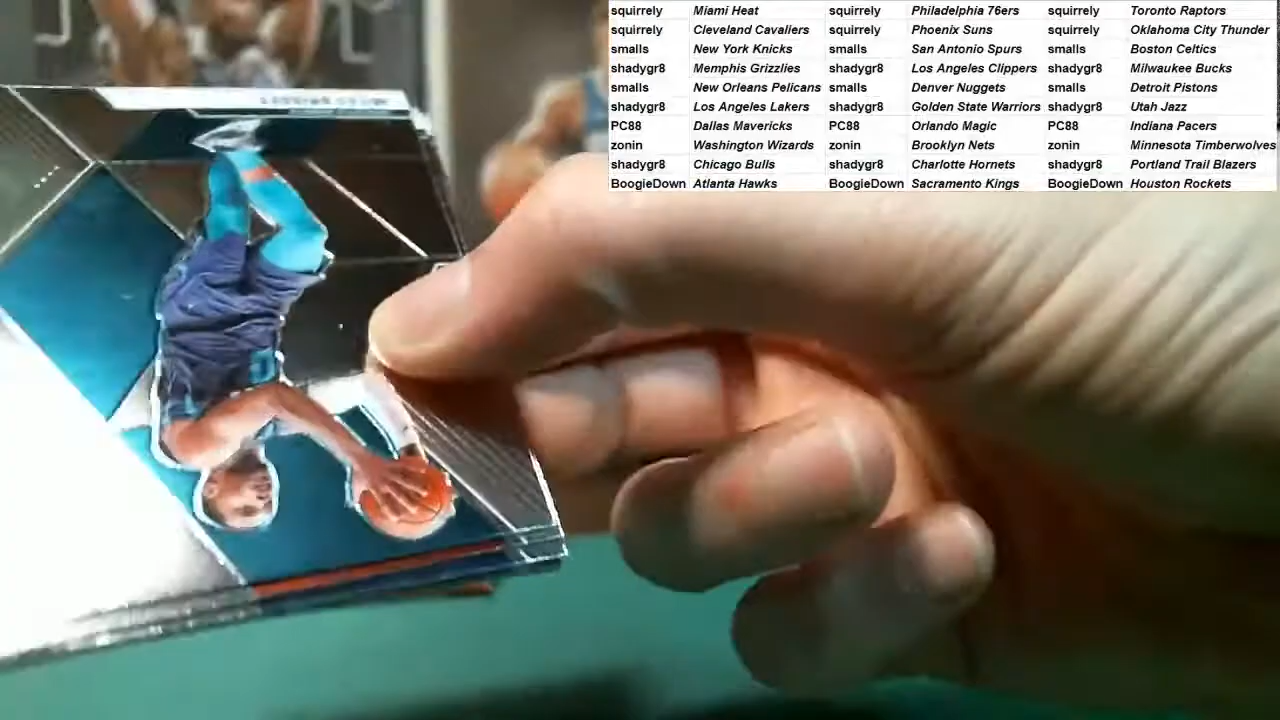 squirrely Miami Heat squirrely Philadelphia 76ers squirrely Toronto Raptors
squirrely Cleveland Cavaliers squirrely Phoenix Suns squirrely Oklahoma City Thunder
smalls New York Knicks smalls San Antonio Spurs smalls Boston Celtics
shadygr8 Memphis Grizzlies shadygr8 Los Angeles Clippers shadygr8 Milwaukee Bucks
smalls New Orleans Pelicans smalls Denver Nuggets smalls Detroit Pistons
shadygr8 Los Angeles Lakers shadygr8 Golden State Warriors shadygr8 Utah Jazz
PC88 Dallas Mavericks PC88 Orlando Magic PC88 Indiana Pacers
zonin Washington Wizards zonin Brooklyn Nets zonin Minnesota Timberwolves
shadygr8 Chicago Bulls shadygr8 Charlotte Hornets shadygr8 Portland Trail Blazers
BoogieDown Atlanta Hawks BoogieDown Sacramento Kings BoogieDown Houston Rockets